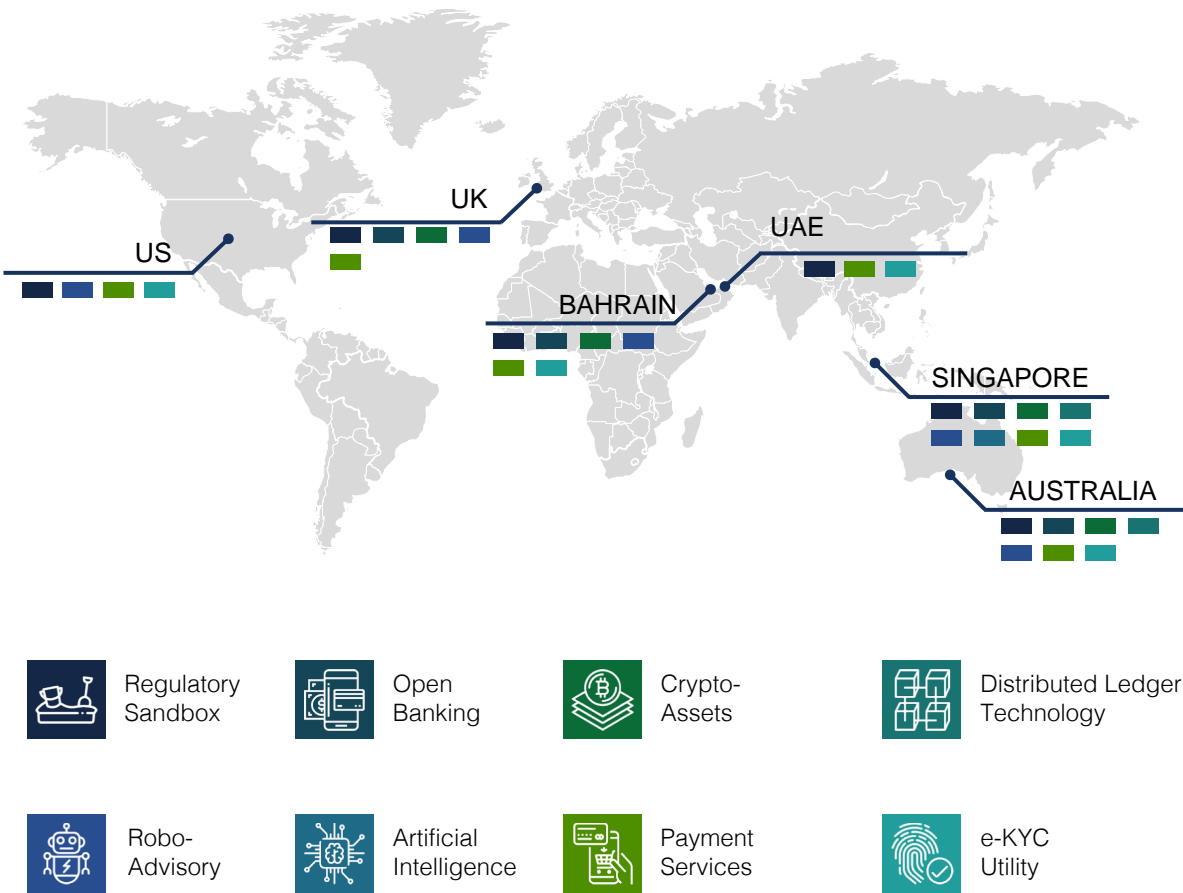 UK
UAE
US
BAHRAIN
SINGAPORE
AUSTRALIA
Regulatory
Sandbox
Open
Banking
Crypto-
Assets
Distributed Ledger
Technology
Robo-
Advisory
Artificial
Intelligence
Payment
Services
e-KYC
Utility